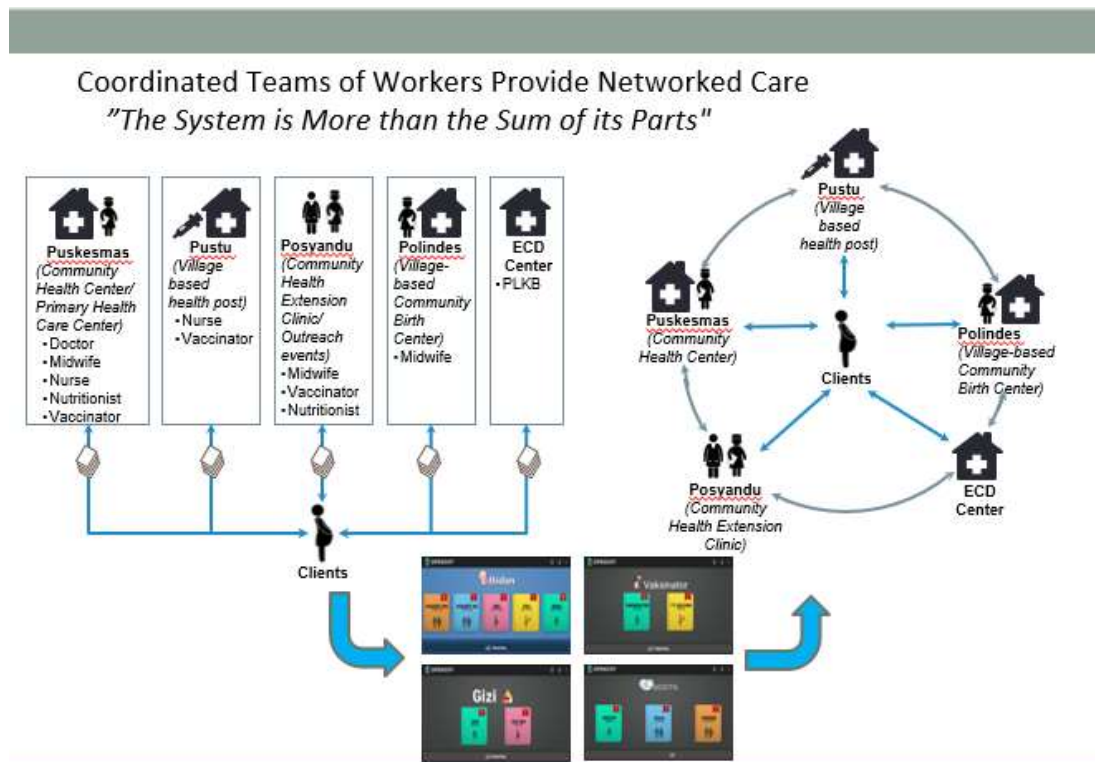 Coordinated Teams of Workers Provide Networked Care
”The System is More than the Sum of its Parts"
Puskesmas
(Community
Health Center/
Primary Health
Care Center)
▪Doctor
▪Midwife
▪Nurse
▪Nutritionist
▪Vaccinator
Pustu
(Village
based
health post)
▪Nurse
▪Vaccinator
Posyandu
(Community
Health
Extension
Clinic/
Outreach
events)
▪Midwife
▪Vaccinator
▪Nutritionist
Polindes
(Village-
based
Community
Birth
Center)
▪Midwife
ECD
Center
▪PLKB
Clients
Pustu
(Village
based
health post)
Puskesmas
(Community
Health Center)
Polindes
(Village-based
Community
Birth Center)
Clients
Posyandu
(Community
Health Extension
Clinic)
ECD
Center
Bidan
Vaksinator
Gizi